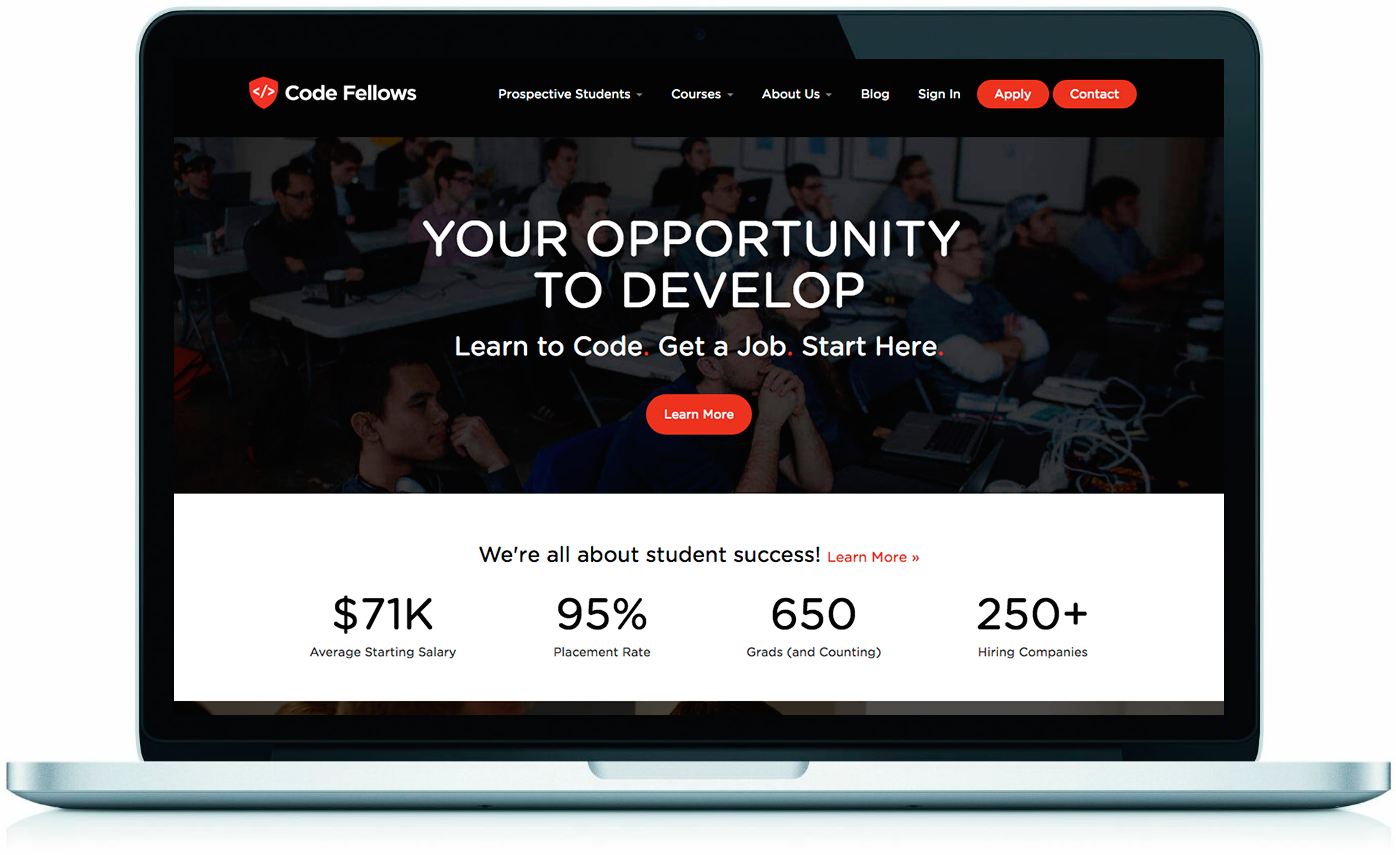 </> Code Fellows
Prospective Students
Courses
About Us
Blog
Sign In
Apply
Contact
YOUR OPPORTUNITY
TO DEVELOP
Learn to Code. Get a Job. Start Here.
Learn More
We're all about student success! Learn More »
$71K
Average Starting Salary
95%
Placement Rate
650
Grads (and Counting)
250+
Hiring Companies